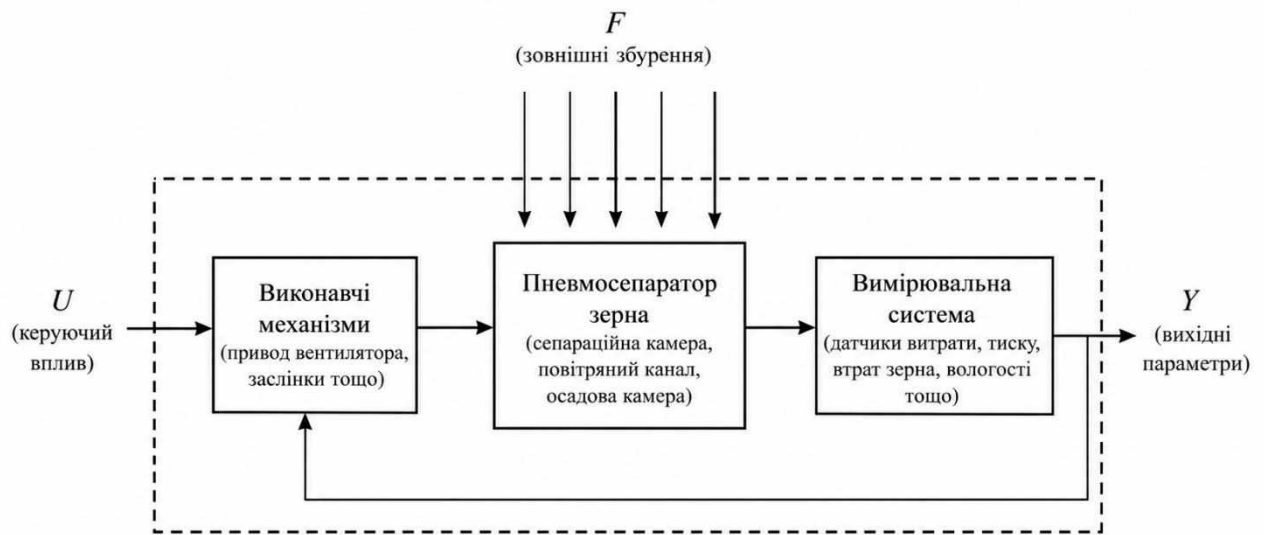 F
(зовнішні збурення)
U
(керуючий
вплив)
Виконавчі
механізми
(привод вентилятора,
заслінки тощо)
Пневмосепаратор
зерна
(сепараційна камера,
повітряний канал,
осадова камера)
Вимірювальна
система
(датчики витрати, тиску,
втрат зерна, вологості
тощо)
Y
(вихідні
параметри)